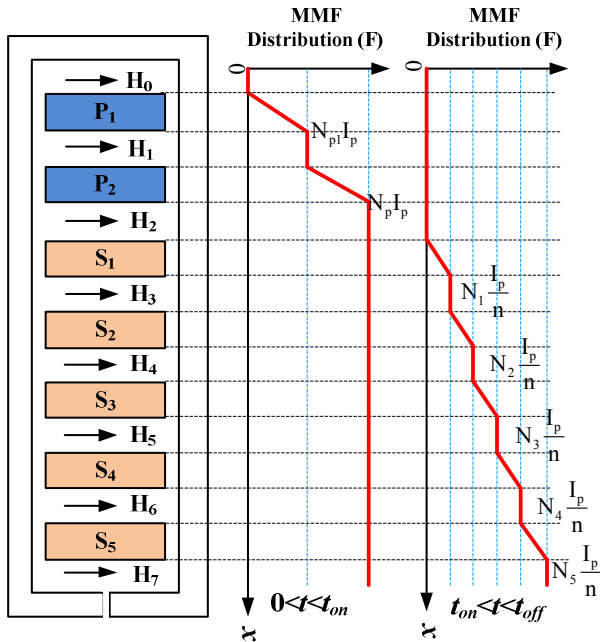 MMF
Distribution (F)
MMF
Distribution (F)
0
0
H₀
P₁
H₁
P₂
H₂
S₁
H₃
S₂
H₄
S₃
H₅
S₄
H₆
S₅
H₇
Nₚ₁Iₚ
NₚIₚ
N₁ Iₚ/n
N₂ Iₚ/n
N₃ Iₚ/n
N₄ Iₚ/n
N₅ Iₚ/n
x
0<t<tₒₙ
x
tₒₙ<t<t_off